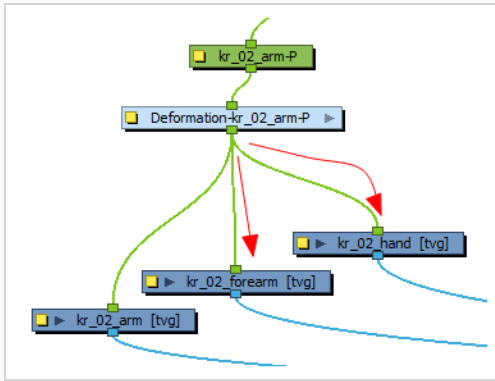 kr_02_arm-P
Deformation-kr_02_arm-P
kr_02_hand [tvg]
kr_02_forearm [tvg]
kr_02_arm [tvg]